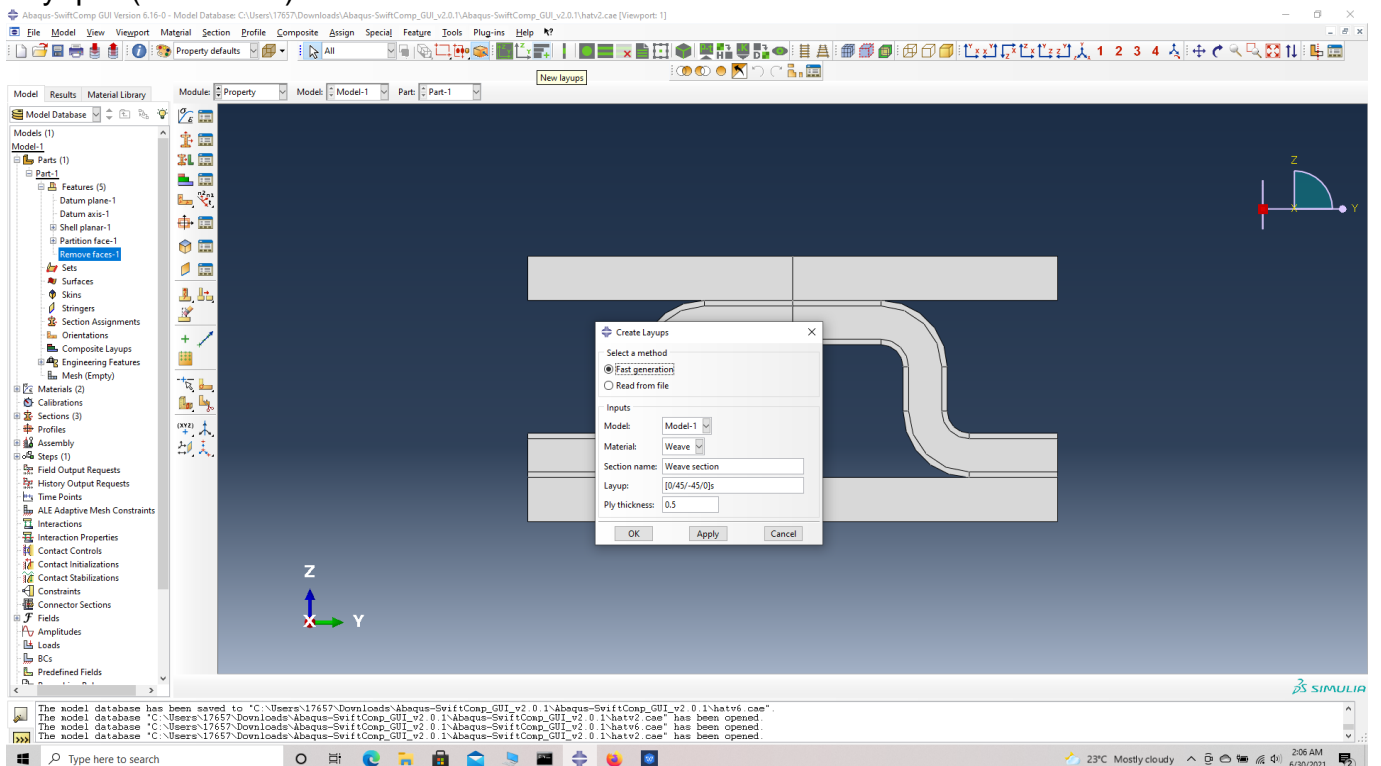 Abaqus-SwiftComp GUI Version 6.16-0 - Model Database: C:\Users\17657\Downloads\Abaqus-SwiftComp_GUI_v2.0.1\Abaqus-SwiftComp_GUI_v2.0.1\hatv2.cae [Viewport: 1]
File Model View Viewport Material Section Profile Composite Assign Special Feature Tools Plug-ins Help
Property defaults All 1 2 3 4
New layups
Model Results Material Library Module: Property Model: Model-1 Part: Part-1
Model Database
Models (1)
Model-1
Parts (1)
Part-1
Features (5)
Datum plane-1
Datum axis-1
Shell planar-1
Partition face-1
Remove faces-1
Sets
Surfaces
Skins
Stringers
Section Assignments
Orientations
Composite Layups
Engineering Features
Mesh (Empty)
Materials (2)
Calibrations
Sections (3)
Profiles
Assembly
Steps (1)
Field Output Requests
History Output Requests
Time Points
ALE Adaptive Mesh Constraints
Interactions
Interaction Properties
Contact Controls
Contact Initializations
Contact Stabilizations
Constraints
Connector Sections
Fields
Amplitudes
Loads
BCs
Predefined Fields
Z
X Y
Create Layups
Select a method
Fast generation
Read from file
Inputs
Model: Model-1
Material: Weave
Section name: Weave section
Layup: [0/45/-45/0]s
Ply thickness: 0.5
OK Apply Cancel
Z
X Y
SIMULIA
The model database has been saved to "C:\Users\17657\Downloads\Abaqus-SwiftComp_GUI_v2.0.1\Abaqus-SwiftComp_GUI_v2.0.1\hatv6.cae".
The model database "C:\Users\17657\Downloads\Abaqus-SwiftComp_GUI_v2.0.1\Abaqus-SwiftComp_GUI_v2.0.1\hatv2.cae" has been opened.
The model database "C:\Users\17657\Downloads\Abaqus-SwiftComp_GUI_v2.0.1\Abaqus-SwiftComp_GUI_v2.0.1\hatv6.cae" has been opened.
The model database "C:\Users\17657\Downloads\Abaqus-SwiftComp_GUI_v2.0.1\Abaqus-SwiftComp_GUI_v2.0.1\hatv2.cae" has been opened.
Type here to search
23°C Mostly cloudy
2:06 AM
6/30/2021